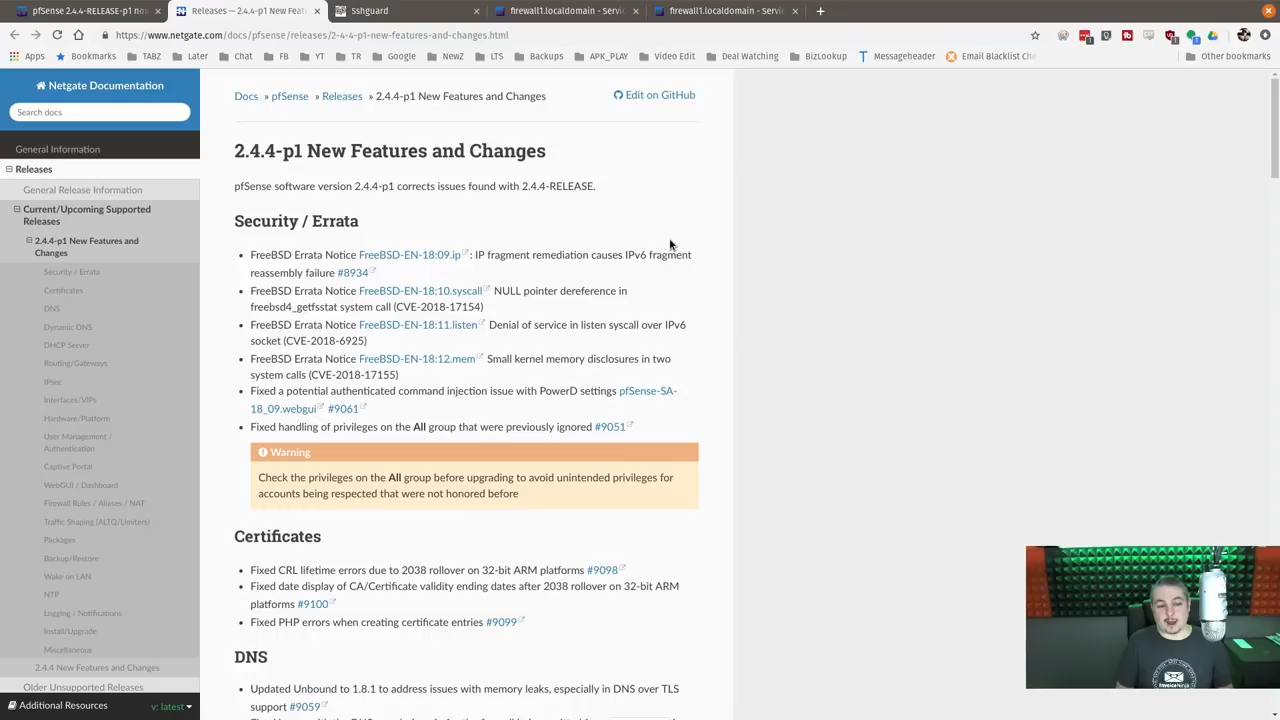 pfsense 2.4.4-RELEASE-p1 no
Releases — 2.4.4-p1 New Feat
Sshguard
firewall1.localdomain - Servic
firewall1.localdomain - Servic
https://www.netgate.com/docs/pfsense/releases/2-4-4-p1-new-features-and-changes.html
Apps Bookmarks TABZ Later Chat FB YT TR Google NewZ LTS Backups APK_PLAY Video Edit Deal Watching BizLookup Messageheader Email Blacklist Che Other bookmarks
Netgate Documentation
Search docs
General Information
Releases
General Release Information
Current/Upcoming Supported
Releases
2.4.4-p1 New Features and
Changes
Security / Errata
Certificates
DNS
Dynamic DNS
DHCP Server
Routing/Gateways
IPsec
Interfaces/VIPs
Hardware/Platform
User Management /
Authentication
Captive Portal
WebGUI / Dashboard
Firewall Rules / Aliases / NAT
Traffic Shaping (ALTQ/Limiters)
Packages
Backup/Restore
Wake on LAN
NTP
Logging / Notifications
Install/Upgrade
Miscellaneous
2.4.4 New Features and Changes
Older Unsupported Releases
Additional Resources v: latest
Docs » pfSense » Releases » 2.4.4-p1 New Features and Changes
Edit on GitHub
2.4.4-p1 New Features and Changes
pfSense software version 2.4.4-p1 corrects issues found with 2.4.4-RELEASE.
Security / Errata
• FreeBSD Errata Notice FreeBSD-EN-18:09.ip : IP fragment remediation causes IPv6 fragment
reassembly failure #8934
• FreeBSD Errata Notice FreeBSD-EN-18:10.syscall NULL pointer dereference in
freebsd4_getfsstat system call (CVE-2018-17154)
• FreeBSD Errata Notice FreeBSD-EN-18:11.listen Denial of service in listen syscall over IPv6
socket (CVE-2018-6925)
• FreeBSD Errata Notice FreeBSD-EN-18:12.mem Small kernel memory disclosures in two
system calls (CVE-2018-17155)
• Fixed a potential authenticated command injection issue with PowerD settings pfSense-SA-
18_09.webgui #9061
• Fixed handling of privileges on the All group that were previously ignored #9051
Warning
Check the privileges on the All group before upgrading to avoid unintended privileges for
accounts being respected that were not honored before
Certificates
• Fixed CRL lifetime errors due to 2038 rollover on 32-bit ARM platforms #9098
• Fixed date display of CA/Certificate validity ending dates after 2038 rollover on 32-bit ARM
platforms #9100
• Fixed PHP errors when creating certificate entries #9099
DNS
• Updated Unbound to 1.8.1 to address issues with memory leaks, especially in DNS over TLS
support #9059
InvoiceNinja